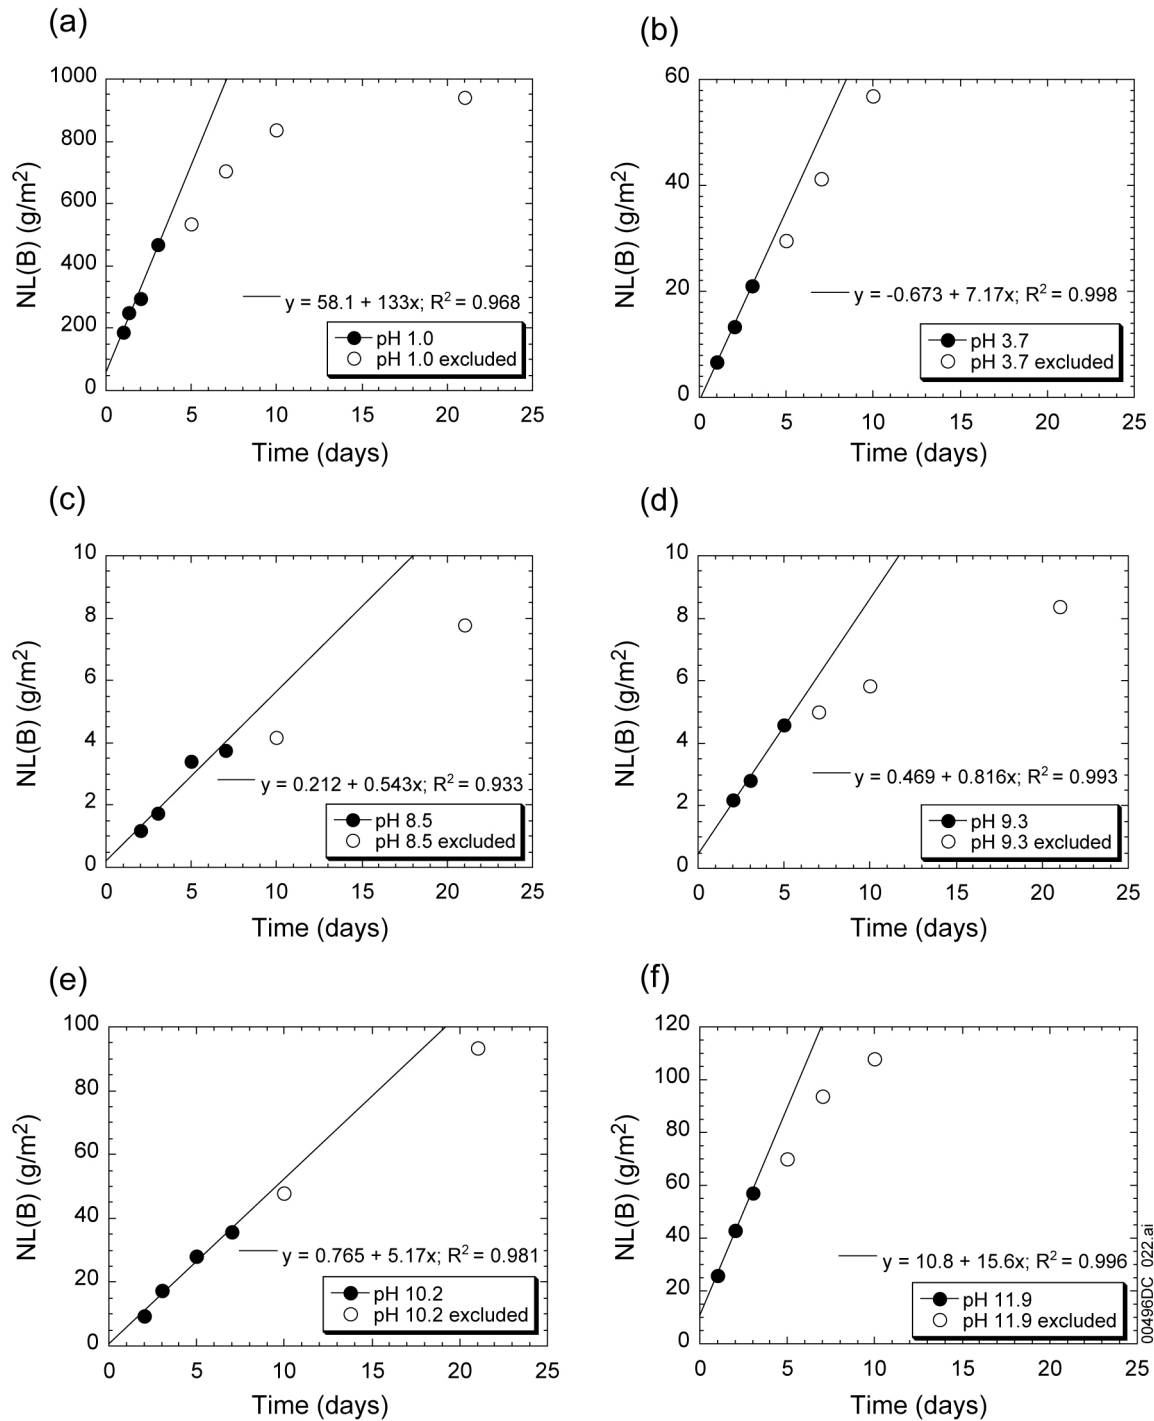 (a)
1000
800
600
400
200
0
NL(B) (g/m²)
y = 58.1 + 133x; R² = 0.968
pH 1.0
pH 1.0 excluded
0 5 10 15 20 25
Time (days)
(b)
60
40
20
0
NL(B) (g/m²)
y = -0.673 + 7.17x; R² = 0.998
pH 3.7
pH 3.7 excluded
0 5 10 15 20 25
Time (days)
(c)
10
8
6
4
2
0
NL(B) (g/m²)
y = 0.212 + 0.543x; R² = 0.933
pH 8.5
pH 8.5 excluded
0 5 10 15 20 25
Time (days)
(d)
10
8
6
4
2
0
NL(B) (g/m²)
y = 0.469 + 0.816x; R² = 0.993
pH 9.3
pH 9.3 excluded
0 5 10 15 20 25
Time (days)
(e)
100
80
60
40
20
0
NL(B) (g/m²)
y = 0.765 + 5.17x; R² = 0.981
pH 10.2
pH 10.2 excluded
0 5 10 15 20 25
Time (days)
(f)
120
100
80
60
40
20
0
NL(B) (g/m²)
y = 10.8 + 15.6x; R² = 0.996
pH 11.9
pH 11.9 excluded
0 5 10 15 20 25
Time (days)
00496DC_022.ai